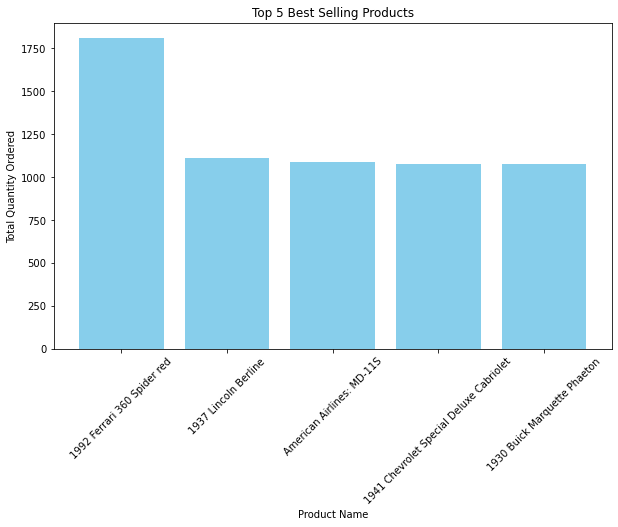 Top 5 Best Selling Products
Total Quantity Ordered
1750
1500
1250
1000
750
500
250
0
1992 Ferrari 360 Spider red
1937 Lincoln Berline
American Airlines: MD-11S
1941 Chevrolet Special Deluxe Cabriolet
1930 Buick Marquette Phaeton
Product Name